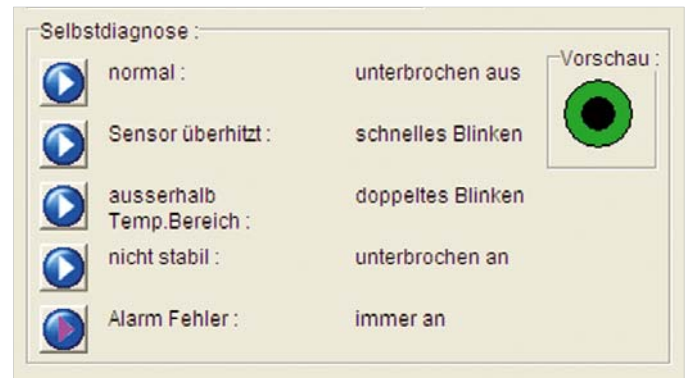 Selbstdiagnose :
Vorschau :
normal : unterbrochen aus
Sensor überhitzt : schnelles Blinken
ausserhalb
Temp.Bereich : doppeltes Blinken
nicht stabil : unterbrochen an
Alarm Fehler : immer an